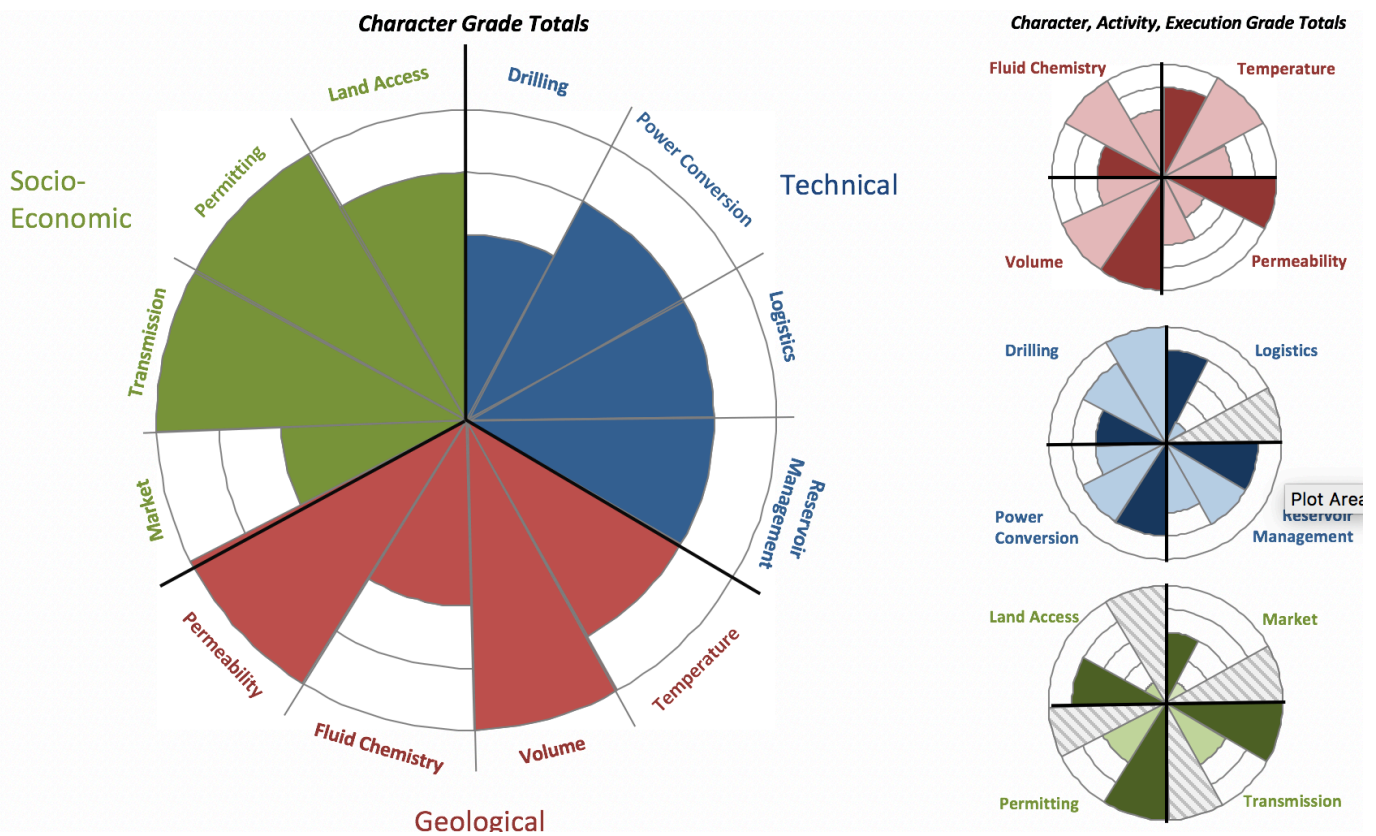 Character Grade Totals
Land Access
Drilling
Permitting
Power Conversion
Socio-
Economic
Technical
Transmission
Logistics
Market
Reservoir
Management
Permeability
Temperature
Fluid Chemistry
Volume
Geological
Character, Activity, Execution Grade Totals
Fluid Chemistry
Temperature
Volume
Permeability
Drilling
Logistics
Plot Area
Power
Conversion
Reservoir
Management
Land Access
Market
Permitting
Transmission